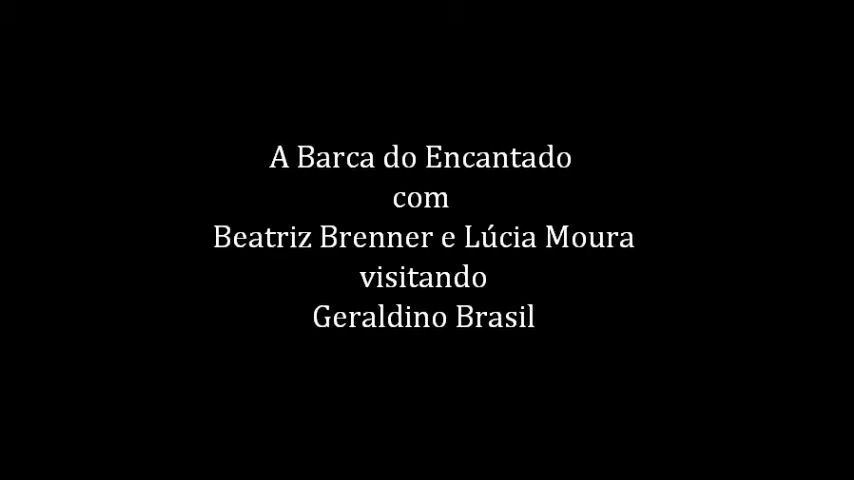 A Barca do Encantado
com
Beatriz Brenner e Lúcia Moura
visitando
Geraldino Brasil